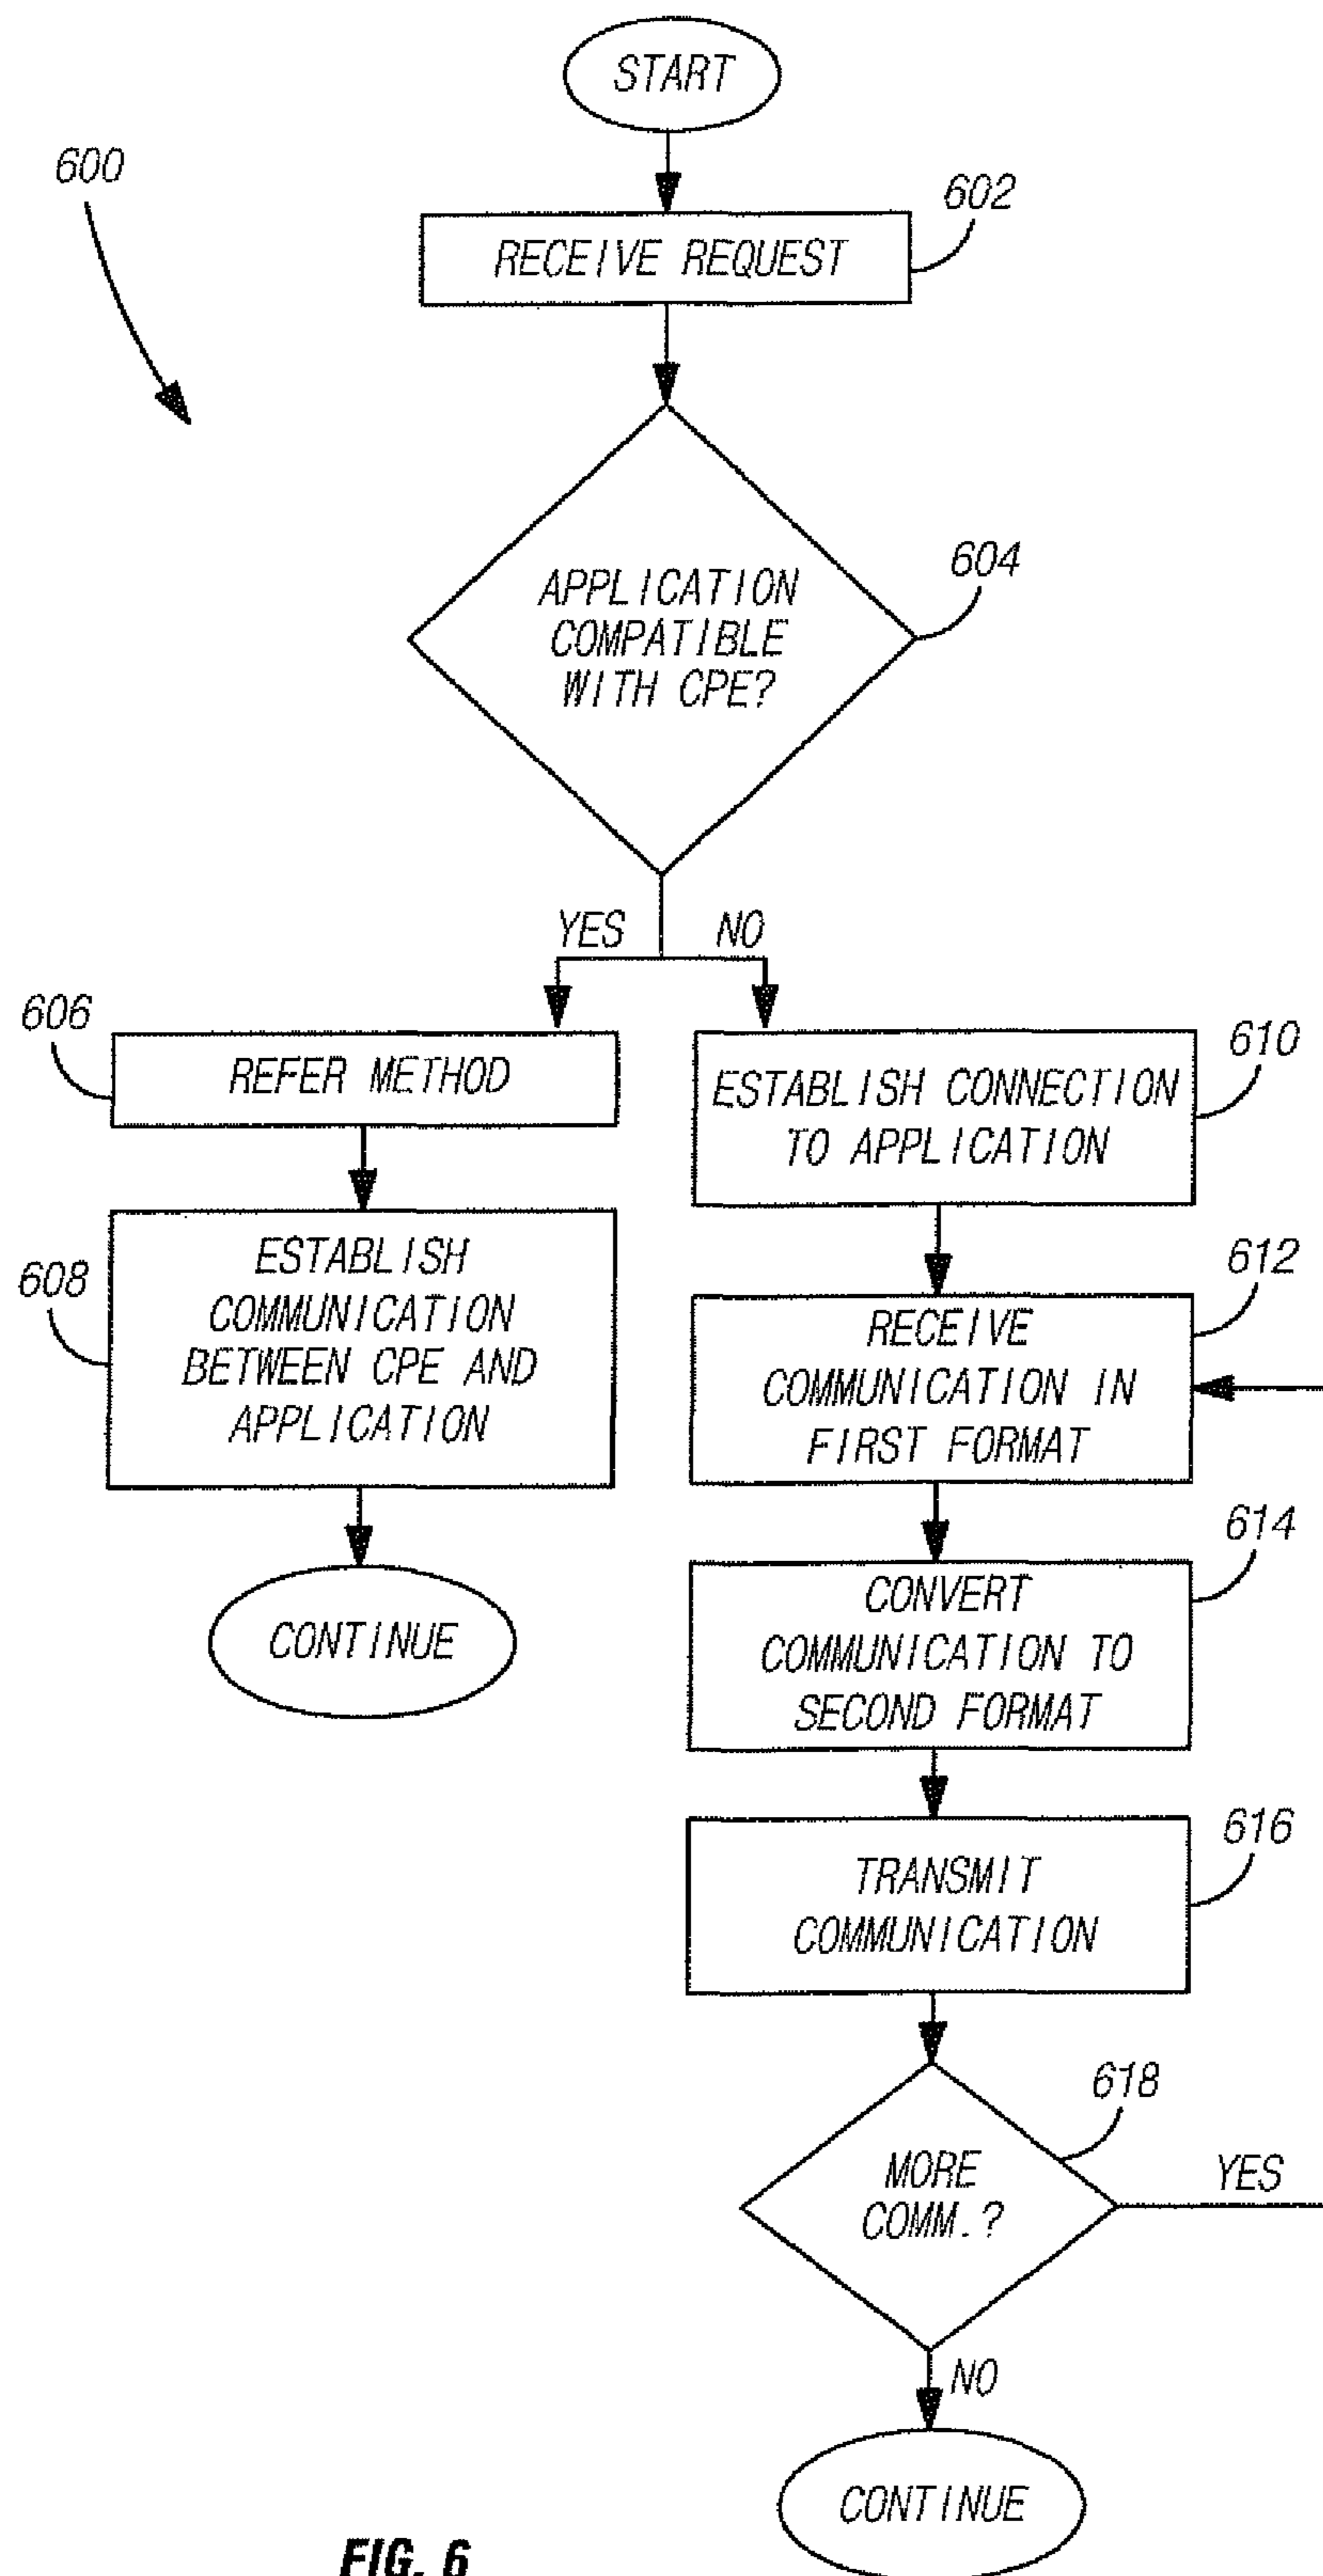 START
600
602
RECEIVE REQUEST
604
APPLICATION
COMPATIBLE
WITH CPE?
YES
NO
606
REFER METHOD
610
ESTABLISH CONNECTION
TO APPLICATION
608
ESTABLISH
COMMUNICATION
BETWEEN CPE AND
APPLICATION
612
RECEIVE
COMMUNICATION IN
FIRST FORMAT
CONTINUE
614
CONVERT
COMMUNICATION TO
SECOND FORMAT
616
TRANSMIT
COMMUNICATION
618
MORE
COMM.?
YES
NO
CONTINUE
FIG. 6